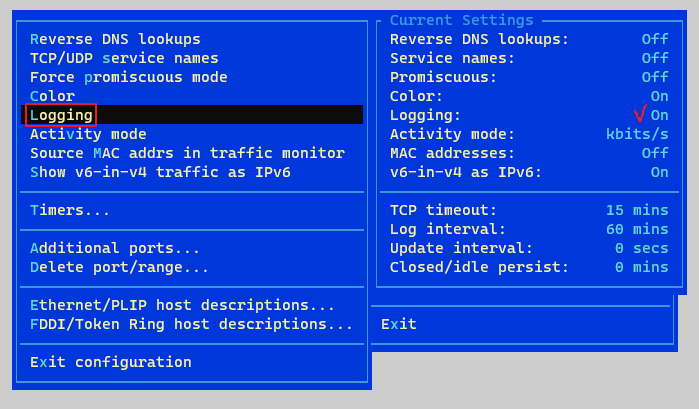 Reverse DNS lookups
TCP/UDP service names
Force promiscuous mode
Color
Logging
Activity mode
Source MAC addrs in traffic monitor
Show v6-in-v4 traffic as IPv6
Timers...
Additional ports...
Delete port/range...
Ethernet/PLIP host descriptions...
FDDI/Token Ring host descriptions...
Exit configuration
Current Settings
Reverse DNS lookups: Off
Service names: Off
Promiscuous: Off
Color: On
Logging: On
Activity mode: kbits/s
MAC addresses: Off
v6-in-v4 as IPv6: On
TCP timeout: 15 mins
Log interval: 60 mins
Update interval: 0 secs
Closed/idle persist: 0 mins
Exit